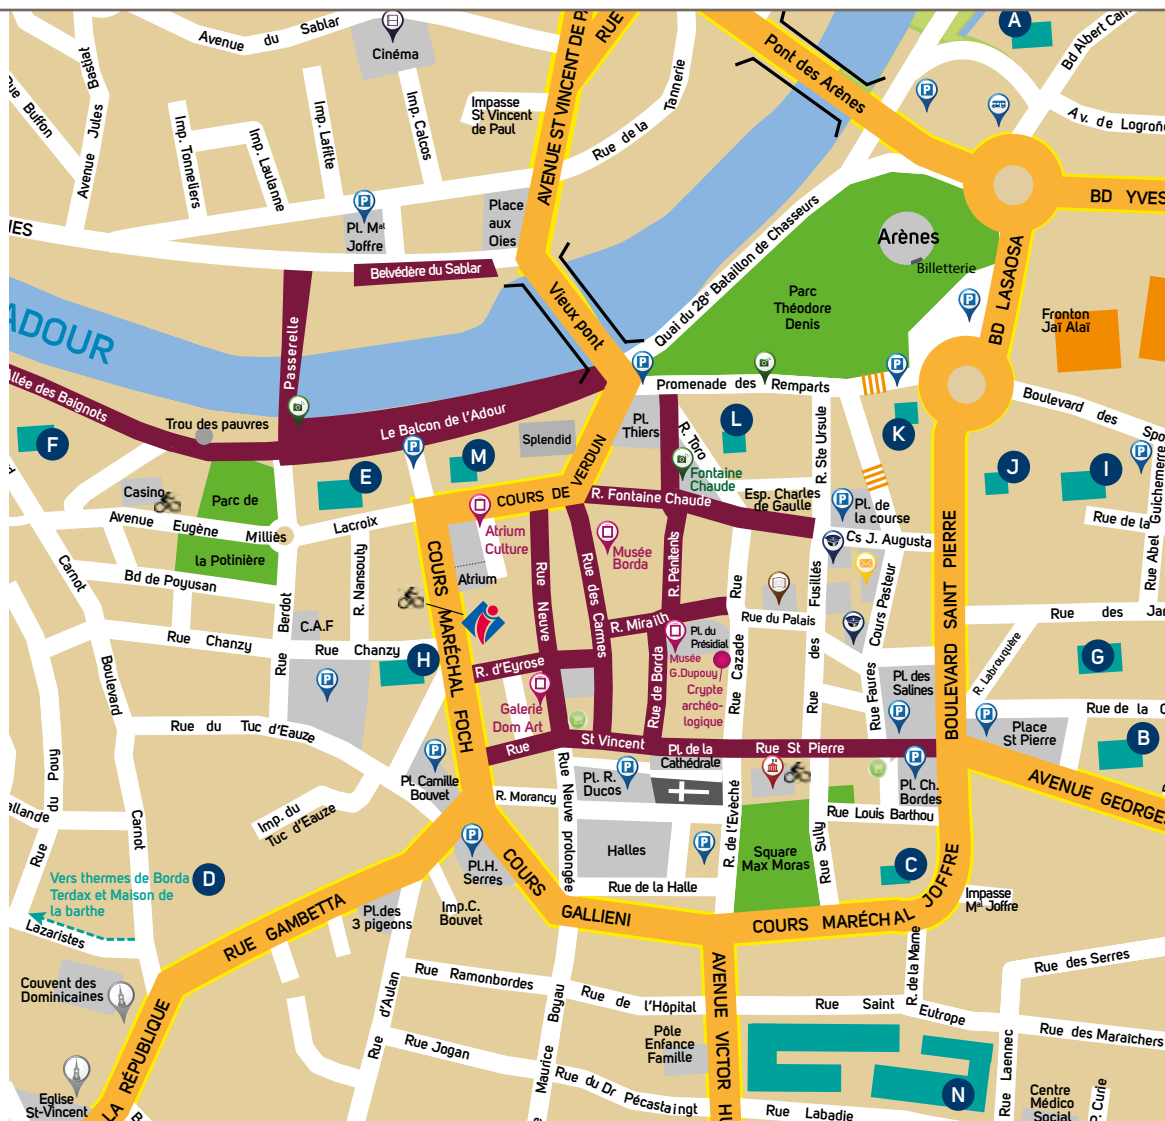 Avenue du Sablar
Cinéma
AVENUE ST VINCENT DE P
RUE
Pont des Arènes
A
Bd Albert Cam
Av. de Logroño
Rue Buffon
Avenue Jules Bastiat
Imp. Tonneliers
Imp. Laulanne
Imp. Lafitte
Imp. Calcos
Impasse
St Vincent
de Paul
Rue de la Tannerie
P
P
Pl. Mal
Joffre
Place
aux
Oies
NES
BD YVES
Quai du 28e Bataillon de Chasseurs
Arènes
Billetterie
Belvédère du Sablar
Vieux pont
Parc
Théodore
Denis
P
BD LASAOSA
Fronton
Jaï Alaï
ADOUR
Passerelle
Allée des Baignots
Trou des pauvres
Le Balcon de l'Adour
P
Promenade des Remparts
P
Boulevard des Spo
F
E
P
M
Splendid
Pl.
Thiers
R. Toro
L
R. Ste Ursule
K
J
I
P
Fontaine
Chaude
Casino
Parc de
la Potinière
COURS DE VERDUN
R. Fontaine Chaude
Esp. Charles
de Gaulle
P
Pl. de
la course
Cs J. Augusta
Rue de la
Rue Abel Guichemerre
Avenue Eugène Milliès Lacroix
Atrium
Culture
Atrium
Musée
Borda
R. Pénitents
Bd de Poyusan
R. Nansouty
COURS MARÉCHAL FOCH
Rue Neuve
Rue des Carmes
Rue Cazade
Rue des Fusillés
Cours Pasteur
BOULEVARD SAINT PIERRE
Carnot
Boulevard
Rue Berdot
C.A.F
Rue Chanzy
Rue Chanzy
H
R. d'Eyrose
R. Mirailh
Rue du Palais
Rue des Jar
Pl. du
Présidial
Musée
G.Dupouy
Crypte
archéo-
logique
Rue de Borda
Rue Faures
R. Labrouquère
G
P
Galerie
Dom Art
Pl. des
Salines
P
P
Place
St Pierre
Rue de la C
B
Rue du Tuc d'Eauze
Rue St Vincent
Pl. de la
Cathédrale
Rue St Pierre
P
Pl. Camille
Bouvet
R. Morancy
Pl. R.
Ducos
P
P
Pl. Ch.
Bordes
AVENUE GEORGES
Imp. du
Tuc d'Eauze
allande
Rue du Pouy
Carnot
Rue Neuve prolongée
R. de l'Evêché
Rue Louis Barthou
Rue Sully
P
Pl.H.
Serres
Halles
P
Square
Max Moras
C
Vers thermes de Borda
Terdax et Maison de
la barthe
D
Rue de la Halle
COURS GALLIENI
COURS MARÉCHAL JOFFRE
Impasse
Mal Joffre
Lazaristes
RUE GAMBETTA
Pl.des
3 pigeons
Imp.C.
Bouvet
Couvent des
Dominicaines
Rue d'Aulan
Rue Ramonbordes
Rue Maurice Boyau
Rue de l'Hôpital
AVENUE VICTOR HU
Rue Saint Eutrope
R. de la Marne
Rue des Serres
Rue des Maraîchers
LA RÉPUBLIQUE
Rue Jogan
Rue du Dr Pécastaingt
Pôle
Enfance
Famille
N
Rue Laennec
Centre
Médico
Social
Curie
Eglise
St-Vincent
Rue Labadie